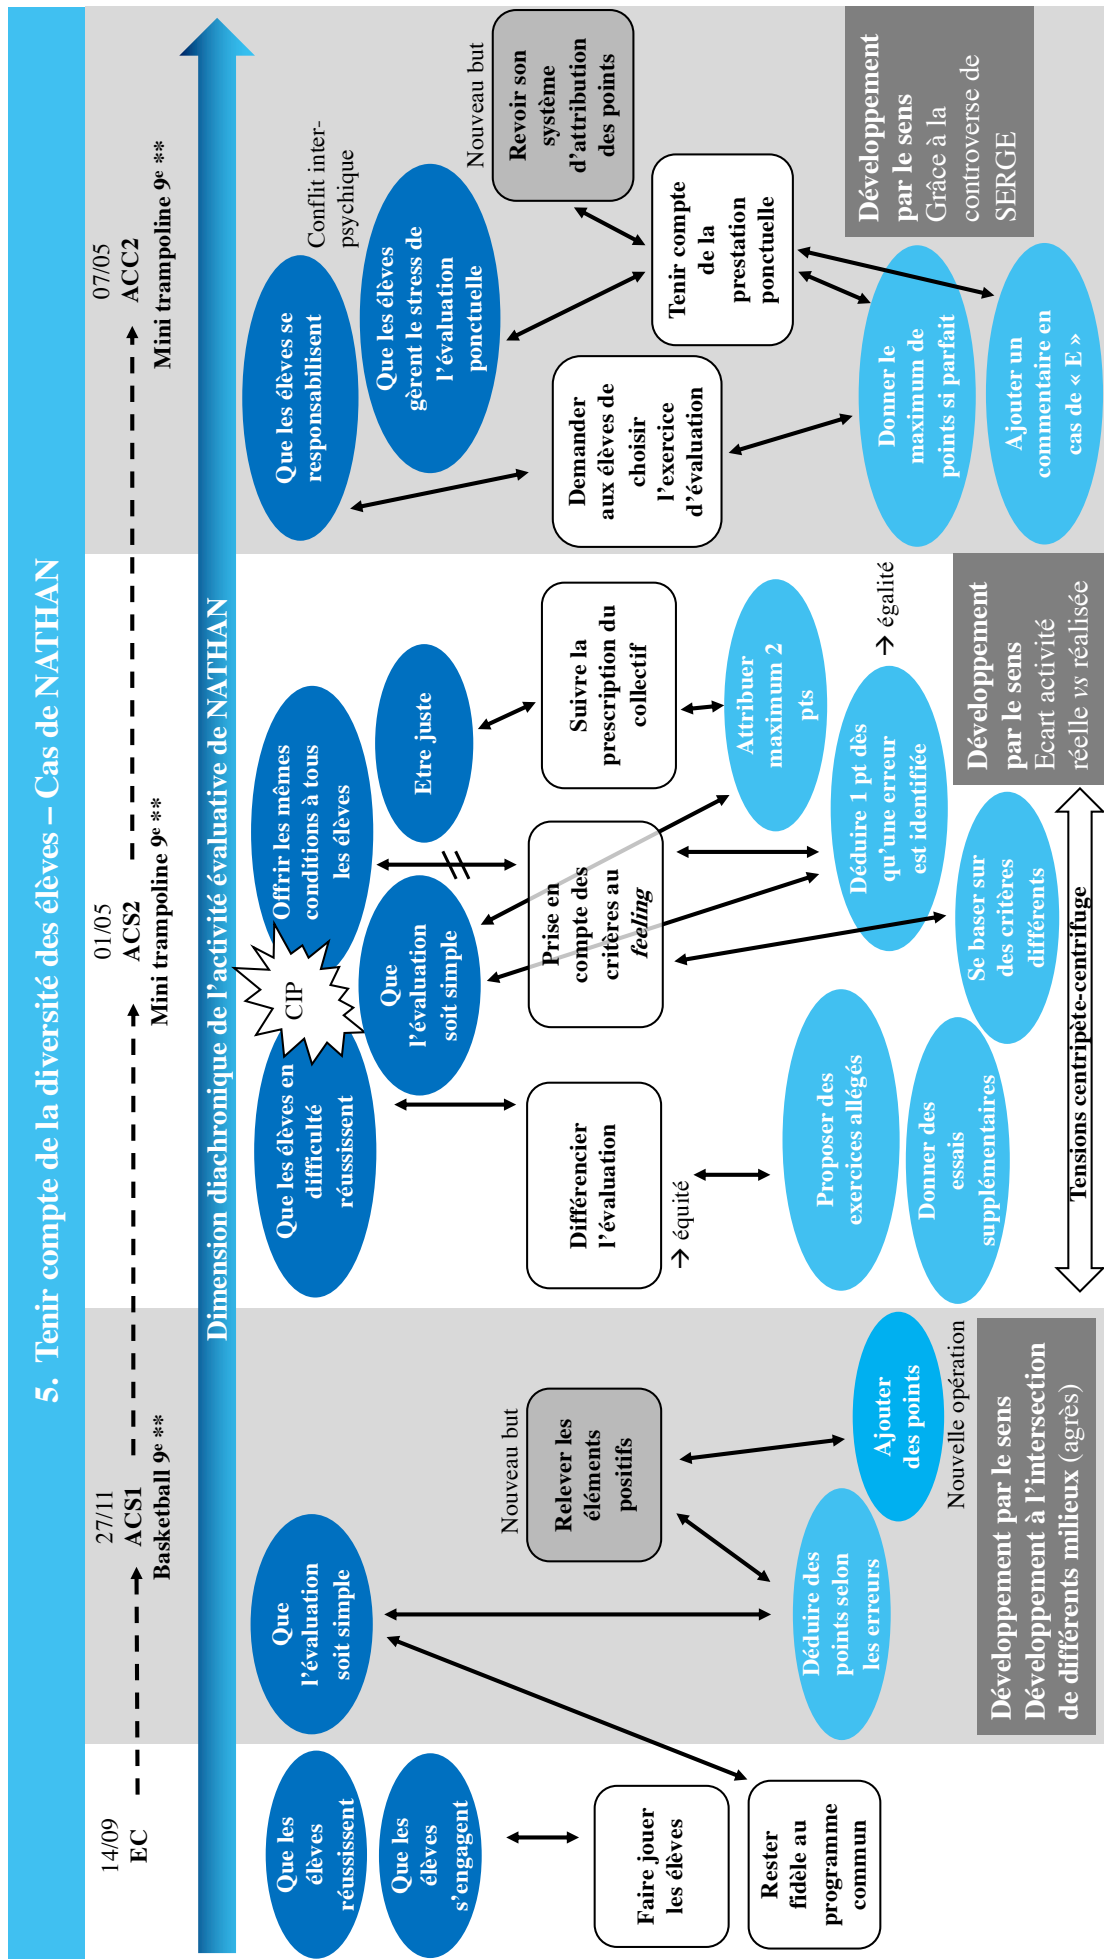 5. Tenir compte de la diversité des élèves – Cas de NATHAN
14/09
EC
27/11
ACS1
Basketball 9e **
01/05
ACS2
Mini trampoline 9e **
07/05
ACC2
Mini trampoline 9e **
Dimension diachronique de l'activité évaluative de NATHAN
Que les
élèves
réussissent
Que les
élèves
s'engagent
Faire jouer
les élèves
Rester
fidèle au
programme
commun
Que
l'évaluation
soit simple
Nouveau but
Relever les
éléments
positifs
Déduire des
points selon
les erreurs
Ajouter
des points
Nouvelle opération
Développement par le sens
Développement à l'intersection
de différents milieux (agrès)
Que les élèves en
difficulté
réussissent
CIP
Offrir les mêmes
conditions à tous
les élèves
Que
l'évaluation
soit simple
Etre juste
Différencier
l'évaluation
→ équité
Prise en
compte des
critères au
feeling
Suivre la
prescription du
collectif
Proposer des
exercices allégés
Donner des
essais
supplémentaires
Se baser sur
des critères
différents
Déduire 1 pt dès
qu'une erreur
est identifiée
→ égalité
Attribuer
maximum 2
pts
Tensions centripète-centrifuge
Développement
par le sens
Ecart activité
réelle vs réalisée
Que les élèves se
responsabilisent
Conflit inter-
psychique
Que les élèves
gèrent le stress de
l'évaluation
ponctuelle
Nouveau but
Revoir son
système
d'attribution
des points
Demander
aux élèves de
choisir
l'exercice
d'évaluation
Tenir compte
de la
prestation
ponctuelle
Donner le
maximum de
points si parfait
Ajouter un
commentaire en
cas de « E »
Développement
par le sens
Grâce à la
controverse de
SERGE